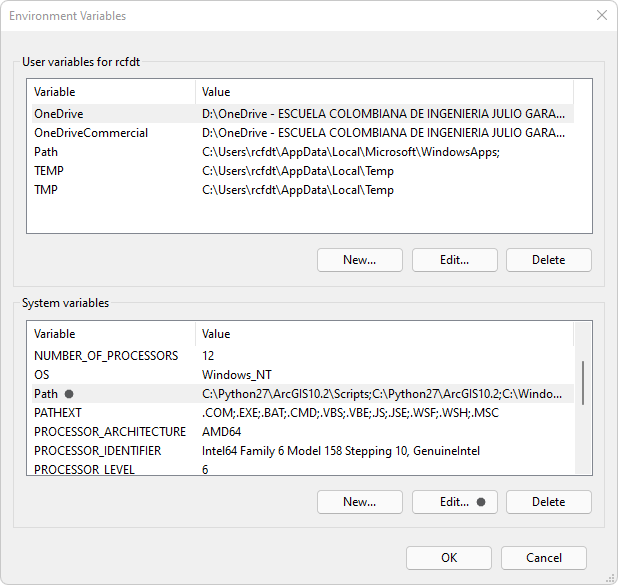 Environment Variables
User variables for rcfdt
Variable Value
OneDrive D:\OneDrive - ESCUELA COLOMBIANA DE INGENIERIA JULIO GARA...
OneDriveCommercial D:\OneDrive - ESCUELA COLOMBIANA DE INGENIERIA JULIO GARA...
Path C:\Users\rcfdt\AppData\Local\Microsoft\WindowsApps;
TEMP C:\Users\rcfdt\AppData\Local\Temp
TMP C:\Users\rcfdt\AppData\Local\Temp
New... Edit... Delete
System variables
Variable Value
NUMBER_OF_PROCESSORS 12
OS Windows_NT
Path C:\Python27\ArcGIS10.2\Scripts;C:\Python27\ArcGIS10.2;C:\Windo...
PATHEXT .COM;.EXE;.BAT;.CMD;.VBS;.VBE;.JS;.JSE;.WSF;.WSH;.MSC
PROCESSOR_ARCHITECTURE AMD64
PROCESSOR_IDENTIFIER Intel64 Family 6 Model 158 Stepping 10, GenuineIntel
PROCESSOR_LEVEL 6
New... Edit... Delete
OK Cancel